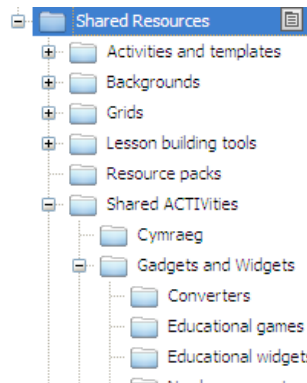 Shared Resources
Activities and templates
Backgrounds
Grids
Lesson building tools
Resource packs
Shared ACTIVities
Cymraeg
Gadgets and Widgets
Converters
Educational games
Educational widgets